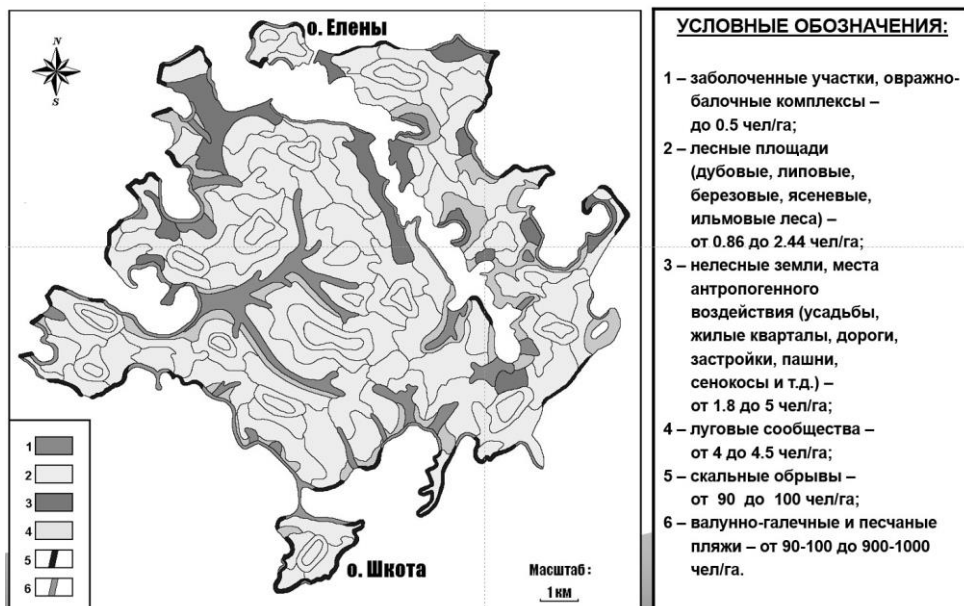 о. Елены
N
S
1
2
3
4
5
6
о. Шкота
Масштаб :
1 км
УСЛОВНЫЕ ОБОЗНАЧЕНИЯ:
1 – заболоченные участки, овражно-
балочные комплексы –
до 0.5 чел/га;
2 – лесные площади
(дубовые, липовые,
березовые, ясеневые,
ильмовые леса) –
от 0.86 до 2.44 чел/га;
3 – нелесные земли, места
антропогенного
воздействия (усадьбы,
жилые кварталы, дороги,
застройки, пашни,
сенокосы и т.д.) –
от 1.8 до 5 чел/га;
4 – луговые сообщества –
от 4 до 4.5 чел/га;
5 – скальные обрывы –
от 90 до 100 чел/га;
6 – валунно-галечные и песчаные
пляжи – от 90-100 до 900-1000
чел/га.